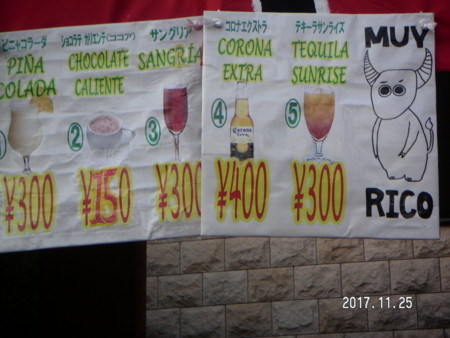 ピニャコラーダ
PIÑA
COLADA
¥300
ショコラテ カリエンテ(ココア)
CHOCOLATE
CALIENTE
②
¥150
サングリア
SANGRÍA
③
¥300
コロナエクストラ
CORONA
EXTRA
④
Corona
¥400
テキーラサンライズ
TEQUILA
SUNRISE
⑤
¥300
MUY
RICO
2017.11.25